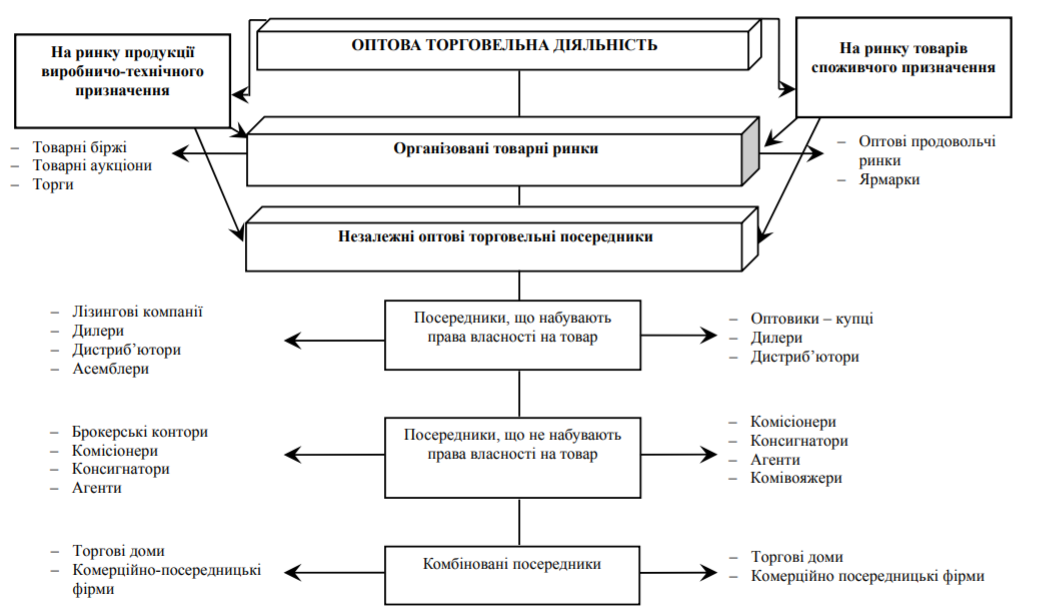 ОПТОВА ТОРГОВЕЛЬНА ДІЯЛЬНІСТЬ
На ринку продукції
виробничо-технічного
призначення
На ринку товарів
споживчого призначення
Організовані товарні ринки
– Товарні біржі
– Товарні аукціони
– Торги
– Оптові продовольчі
ринки
– Ярмарки
Незалежні оптові торговельні посередники
– Лізингові компанії
– Дилери
– Дистриб’ютори
– Асемблери
Посередники, що набувають
права власності на товар
– Оптовики – купці
– Дилери
– Дистриб’ютори
– Брокерські контори
– Комісіонери
– Консигнатори
– Агенти
Посередники, що не набувають
права власності на товар
– Комісіонери
– Консигнатори
– Агенти
– Комівояжери
– Торгові доми
– Комерційно-посередницькі
фірми
Комбіновані посередники
– Торгові доми
– Комерційно посередницькі фірми